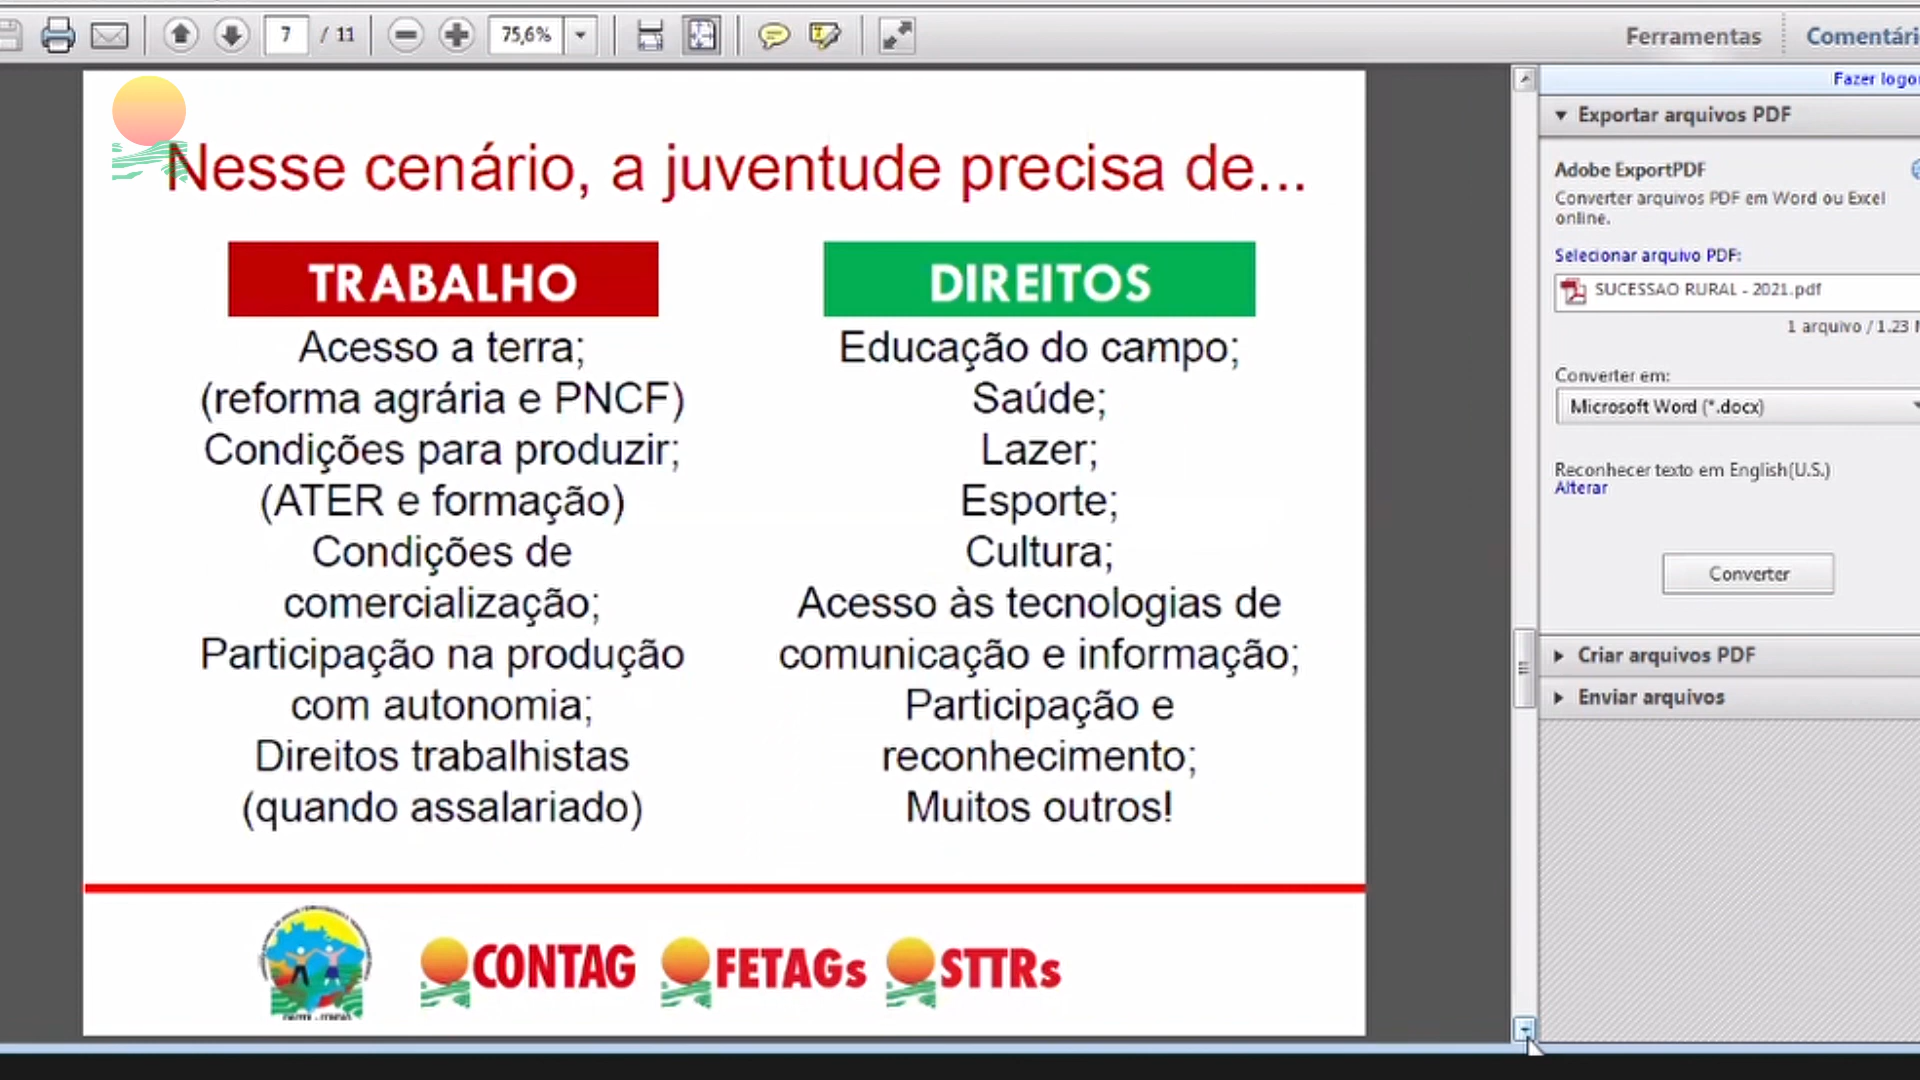 7 / 11
75,6%
Ferramentas
Nesse cenário, a juventude precisa de...
TRABALHO
Acesso a terra;
(reforma agrária e PNCF)
Condições para produzir;
(ATER e formação)
Condições de
comercialização;
Participação na produção
com autonomia;
Direitos trabalhistas
(quando assalariado)
DIREITOS
Educação do campo;
Saúde;
Lazer;
Esporte;
Cultura;
Acesso às tecnologias de
comunicação e informação;
Participação e
reconhecimento;
Muitos outros!
CONTAG
FETAGs
STTRs
Fazer
Exportar arquivos PDF
Adobe ExportPDF
Converter arquivos PDF em Word ou Excel
online.
Selecionar arquivo PDF:
SUCESSAO RURAL - 2021.pdf
1 arquivo / 1.23
Converter em:
Microsoft Word (*.docx)
Reconhecer texto em English(U.S.)
Alterar
Converter
Criar arquivos PDF
Enviar arquivos